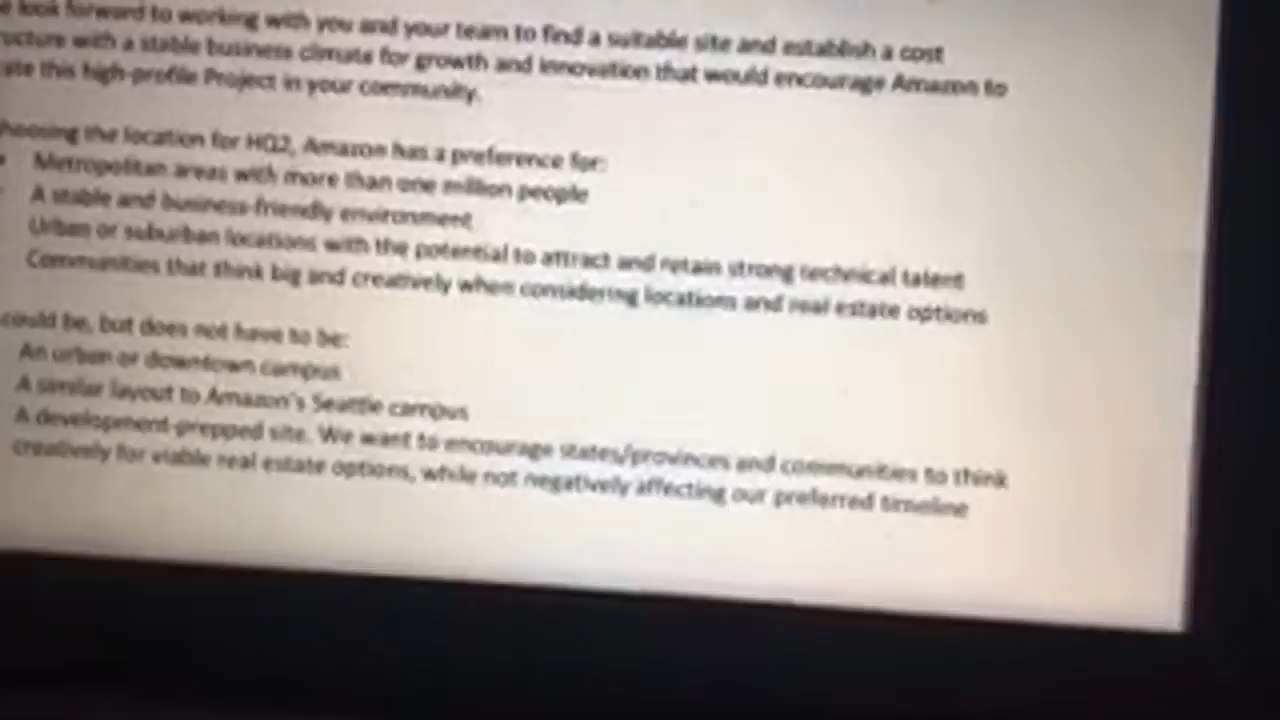 look forward to working with you and your team to find a suitable site and establish a cost
ructure with a stable business climate for growth and innovation that would encourage Amazon to
ate this high-profile Project in your community.
hoosing the location for HQ2, Amazon has a preference for:
Metropolitan areas with more than one million people
A stable and business-friendly environment
Urban or suburban locations with the potential to attract and retain strong technical talent
Communities that think big and creatively when considering locations and real estate options
could be, but does not have to be:
An urban or downtown campus
A similar layout to Amazon's Seattle campus
A development-prepped site. We want to encourage states/provinces and communities to think
creatively for viable real estate options, while not negatively affecting our preferred timeline